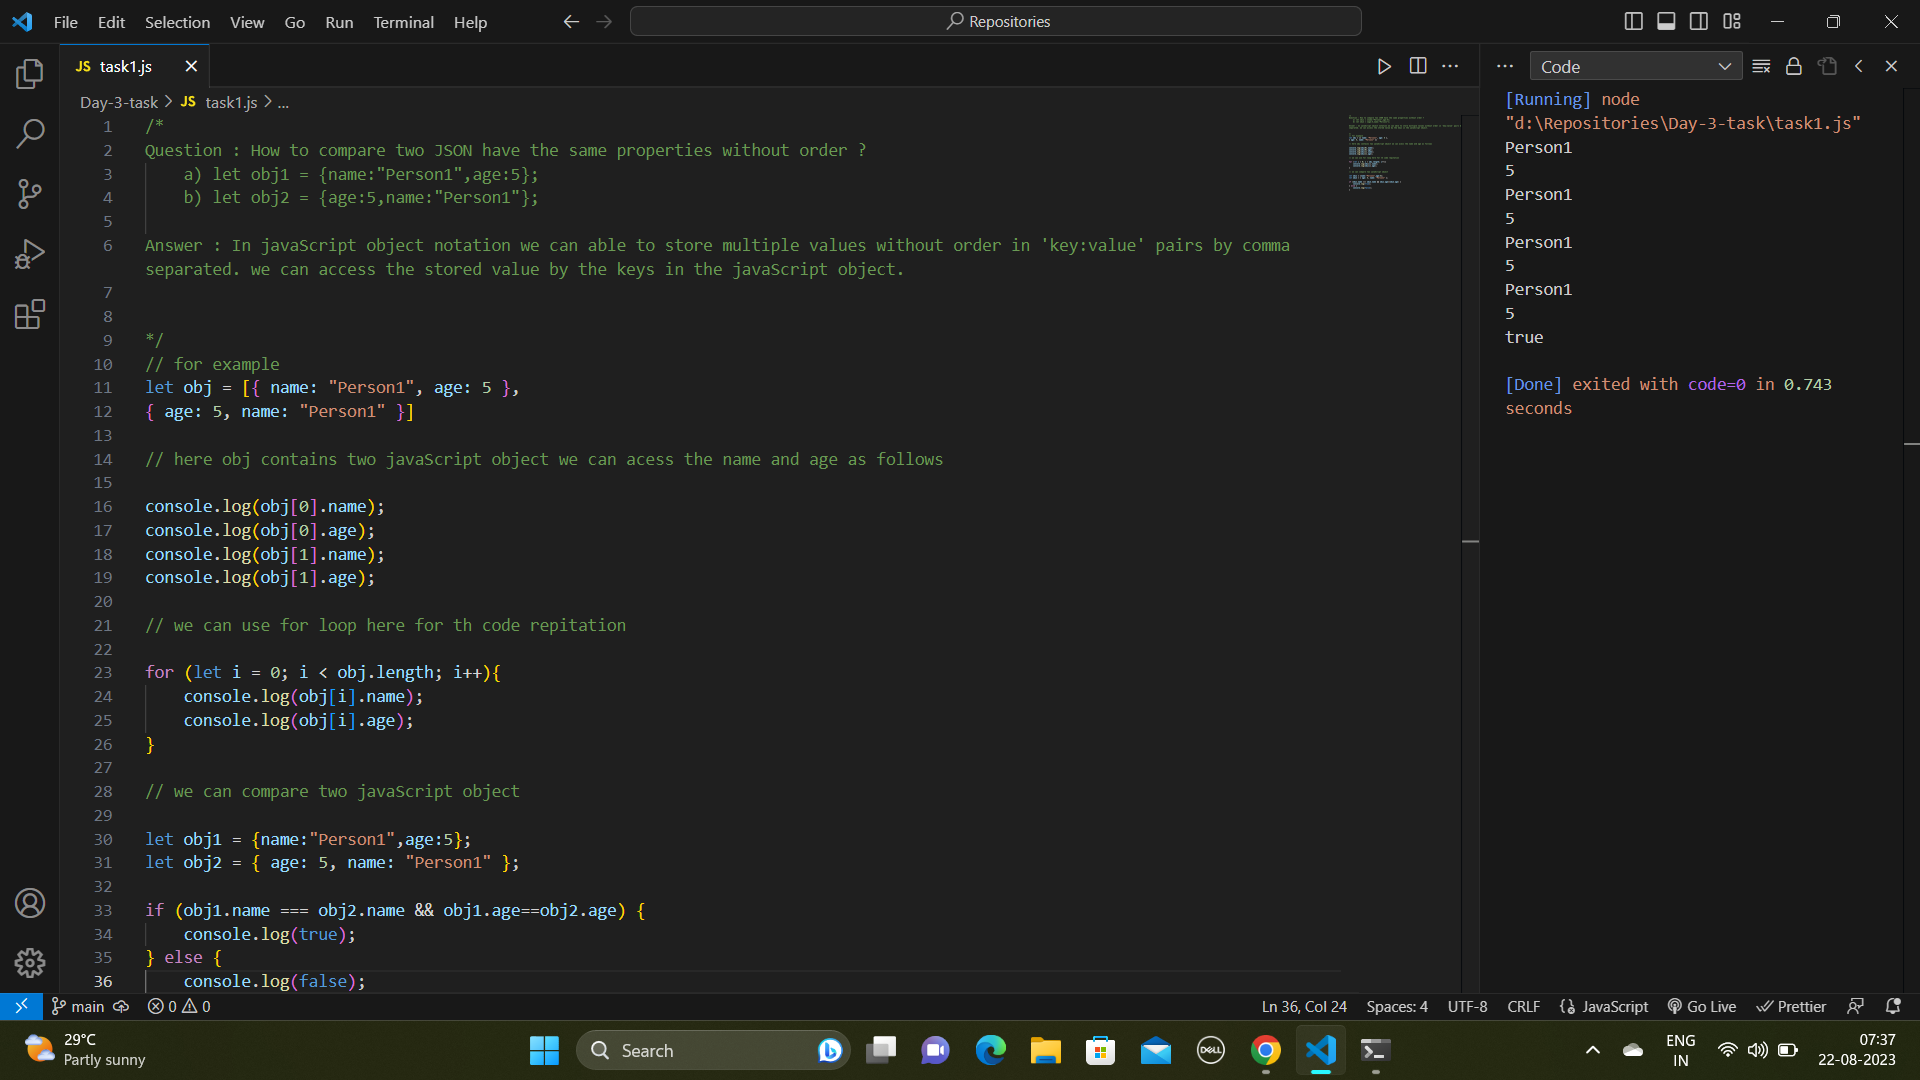 File Edit Selection View Go Run Terminal Help
Repositories
JS task1.js
Code
Day-3-task > JS task1.js > ...
1 /*
2 Question : How to compare two JSON have the same properties without order ?
3     a) let obj1 = {name:"Person1",age:5};
4     b) let obj2 = {age:5,name:"Person1"};
5
6 Answer : In javaScript object notation we can able to store multiple values without order in 'key:value' pairs by comma
separated. we can access the stored value by the keys in the javaScript object.
7
8
9 */
10 // for example
11 let obj = [{ name: "Person1", age: 5 },
12 { age: 5, name: "Person1" }]
13
14 // here obj contains two javaScript object we can acess the name and age as follows
15
16 console.log(obj[0].name);
17 console.log(obj[0].age);
18 console.log(obj[1].name);
19 console.log(obj[1].age);
20
21 // we can use for loop here for th code repitation
22
23 for (let i = 0; i < obj.length; i++){
24     console.log(obj[i].name);
25     console.log(obj[i].age);
26 }
27
28 // we can compare two javaScript object
29
30 let obj1 = {name:"Person1",age:5};
31 let obj2 = { age: 5, name: "Person1" };
32
33 if (obj1.name === obj2.name && obj1.age==obj2.age) {
34     console.log(true);
35 } else {
36     console.log(false);
[Running] node
"d:\Repositories\Day-3-task\task1.js"
Person1
5
Person1
5
Person1
5
Person1
5
true

[Done] exited with code=0 in 0.743
seconds
main 0 0 Ln 36, Col 24 Spaces: 4 UTF-8 CRLF {} JavaScript Go Live Prettier
29°C
Partly sunny
Search
DELL
ENG
IN
07:37
22-08-2023